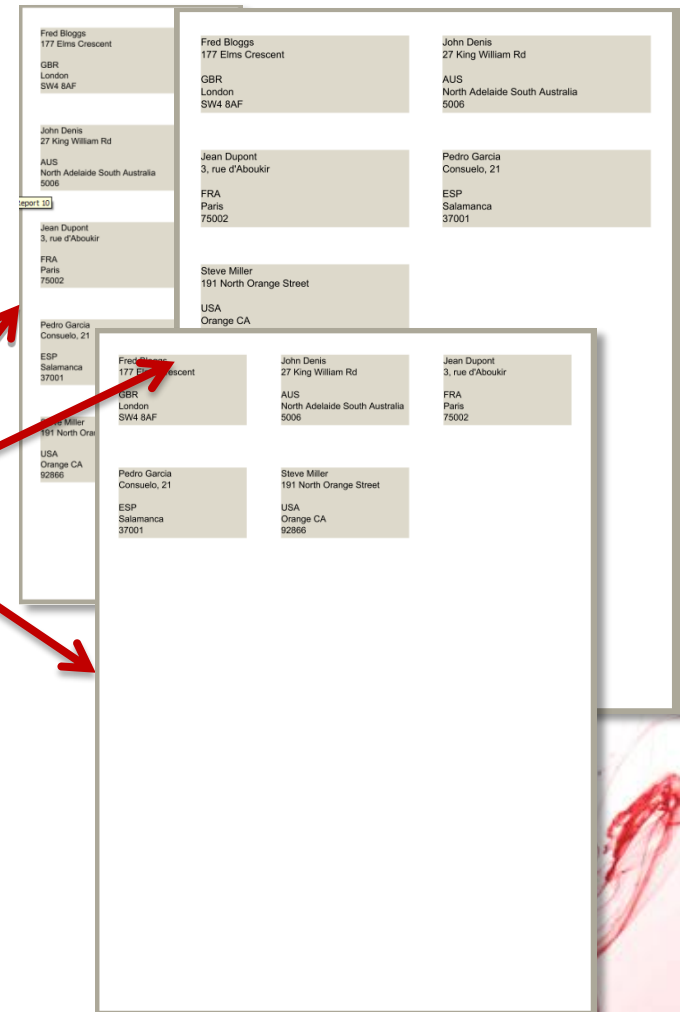 Fred Bloggs
177 Elms Crescent
GBR
London
SW4 8AF
John Denis
27 King William Rd
AUS
North Adelaide South Australia
5006
Report 10
Jean Dupont
3, rue d'Aboukir
FRA
Paris
75002
Pedro Garcia
Consuelo, 21
ESP
Salamanca
37001
Miller
191 North
USA
Orange CA
92866
Fred Bloggs
177 Elms Crescent
GBR
London
SW4 8AF
John Denis
27 King William Rd
AUS
North Adelaide South Australia
5006
Jean Dupont
3, rue d'Aboukir
FRA
Paris
75002
Pedro Garcia
Consuelo, 21
ESP
Salamanca
37001
Steve Miller
191 North Orange Street
USA
Orange CA
Fred Bloggs
177 Elms Crescent
GBR
London
SW4 8AF
John Denis
27 King William Rd
AUS
North Adelaide South Australia
5006
Jean Dupont
3, rue d'Aboukir
FRA
Paris
75002
Pedro Garcia
Consuelo, 21
ESP
Salamanca
37001
Steve Miller
191 North Orange Street
USA
Orange CA
92866